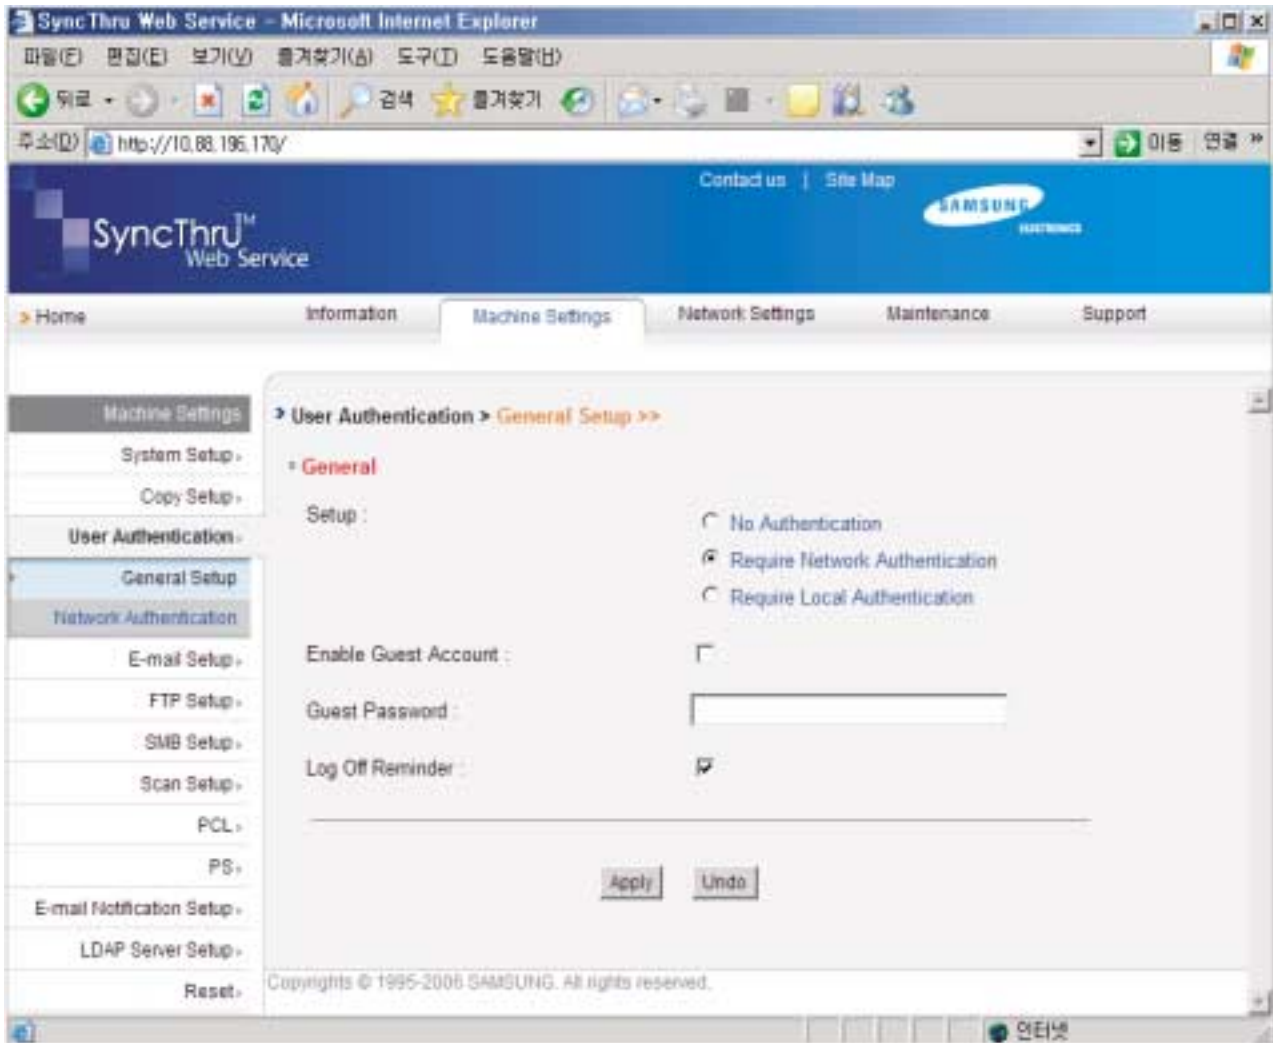 SyncThru Web Service - Microsoft Internet Explorer
파일(F) 편집(E) 보기(V) 즐겨찾기(A) 도구(T) 도움말(H)
뒤로 검색 즐겨찾기
주소(D) http://10.88.196.170/ 이동 연결 »
Contact us | Site Map
SAMSUNG
ELECTRONICS
SyncThru™
Web Service
> Home Information Machine Settings Network Settings Maintenance Support
Machine Settings
System Setup
Copy Setup
User Authentication
General Setup
Network Authentication
E-mail Setup
FTP Setup
SMB Setup
Scan Setup
PCL
PS
E-mail Notification Setup
LDAP Server Setup
Reset
User Authentication > General Setup >>
General
Setup :
No Authentication
Require Network Authentication
Require Local Authentication
Enable Guest Account :
Guest Password :
Log Off Reminder :
Apply Undo
Copyrights © 1995-2006 SAMSUNG. All rights reserved.
인터넷